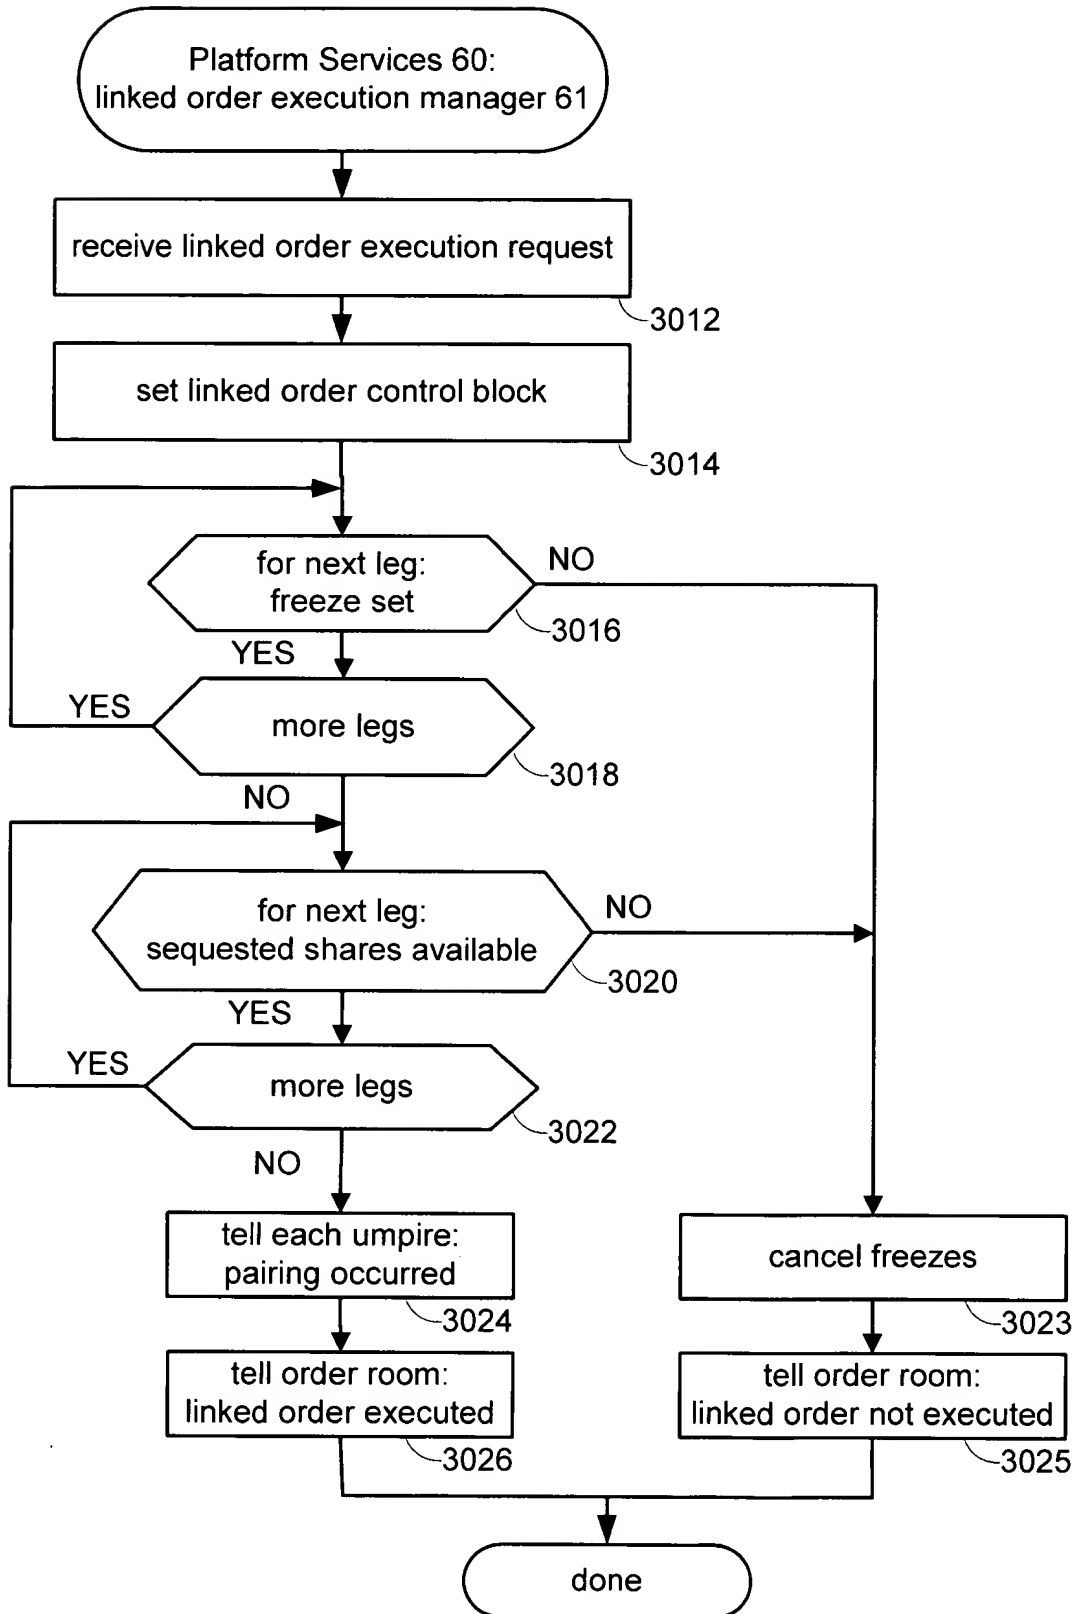 Platform Services 60:
linked order execution manager 61
receive linked order execution request
3012
set linked order control block
3014
for next leg:
freeze set
NO
3016
YES
YES
more legs
3018
NO
for next leg:
sequested shares available
NO
3020
YES
YES
more legs
3022
NO
tell each umpire:
pairing occurred
3024
cancel freezes
3023
tell order room:
linked order executed
3026
tell order room:
linked order not executed
3025
done